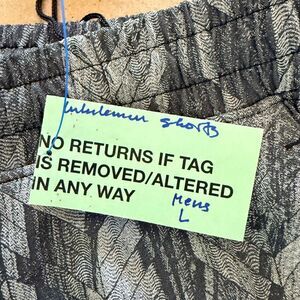 lululemon shorts
NO RETURNS IF TAG
IS REMOVED/ALTERED
IN ANY WAY
Mens
L